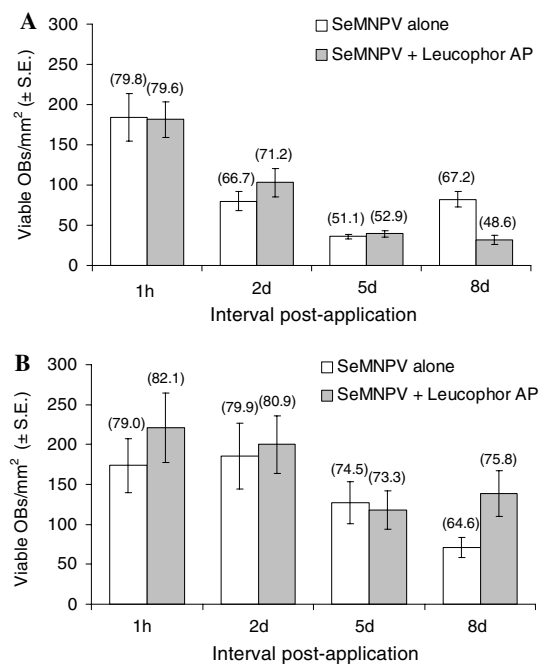 A
SeMNPV alone
SeMNPV + Leucophor AP
Viable OBs/mm² (± S.E.)
300
250
200
150
100
50
0
(79.8)
(79.6)
(66.7)
(71.2)
(51.1)
(52.9)
(67.2)
(48.6)
1h
2d
5d
8d
Interval post-application
B
SeMNPV alone
SeMNPV + Leucophor AP
Viable OBs/mm² (± S.E.)
300
250
200
150
100
50
0
(79.0)
(82.1)
(79.9)
(80.9)
(74.5)
(73.3)
(64.6)
(75.8)
1h
2d
5d
8d
Interval post-application